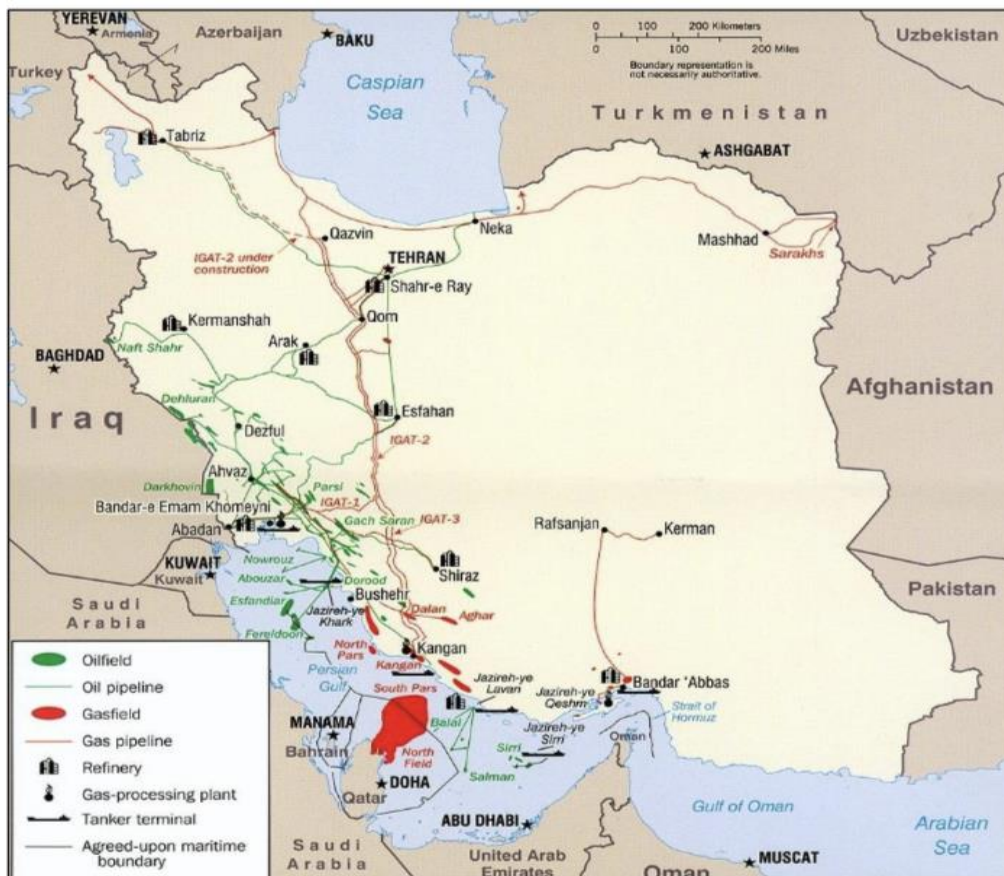 YEREVAN
Armenia
Azerbaijan
BAKU
Turkey
Caspian
Sea
0 100 200 Kilometers
0 100 200 Miles
Boundary representation is
not necessarily authoritative.
Uzbekistan
Turkmenistan
ASHGABAT
Tabriz
Neka
Mashhad
Sarakhs
Qazvin
IGAT-2 under
construction
TEHRAN
Shahr-e Ray
Qom
Kermanshah
Naft Shahr
Arak
BAGHDAD
Iraq
Afghanistan
Dehluran
Dezful
Esfahan
IGAT-2
Ahvaz
Darkhovin
Parsi
Bandar-e Emam Khomeyni
IGAT-1
Abadan
Gach Saran
IGAT-3
Rafsanjan
Kerman
KUWAIT
Kuwait
Nowrouz
Abouzar
Dorood
Shiraz
Pakistan
Saudi
Arabia
Esfandiar
Bushehr
Jazireh-ye
Khark
Dalan
Aghar
Fereidoon
North
Pars
Kangan
Kangan
Persian
Gulf
South Pars
Jazireh-ye
Lavan
Jazireh-ye
Qeshm
Bandar 'Abbas
Strait of
Hormuz
MANAMA
Bahrain
Balal
Jazireh-ye
Sirri
Oman
North
Field
Sirri
Salman
DOHA
Qatar
Gulf of Oman
Arabian
Sea
ABU DHABI
Saudi
Arabia
United Arab
Emirates
Oman
MUSCAT
Oilfield
Oil pipeline
Gasfield
Gas pipeline
Refinery
Gas-processing plant
Tanker terminal
Agreed-upon maritime
boundary